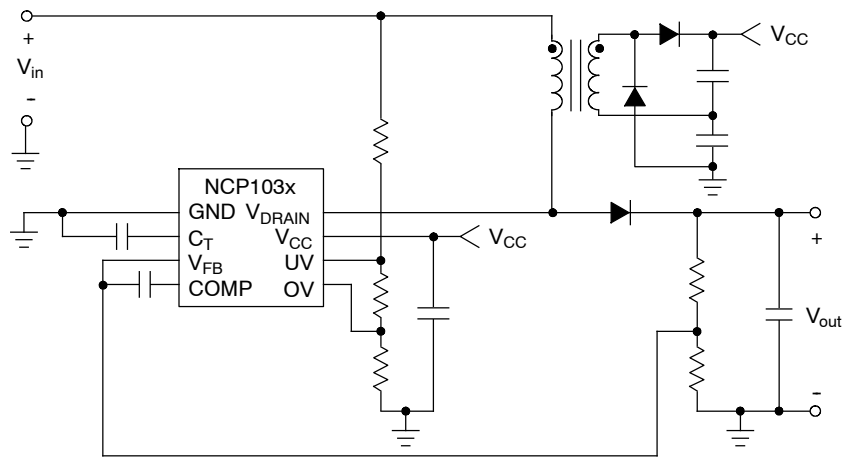 +
V_CC
V_in
-
NCP103x
GND V_DRAIN
C_T V_CC
V_CC
V_FB UV
COMP OV
+
V_out
-